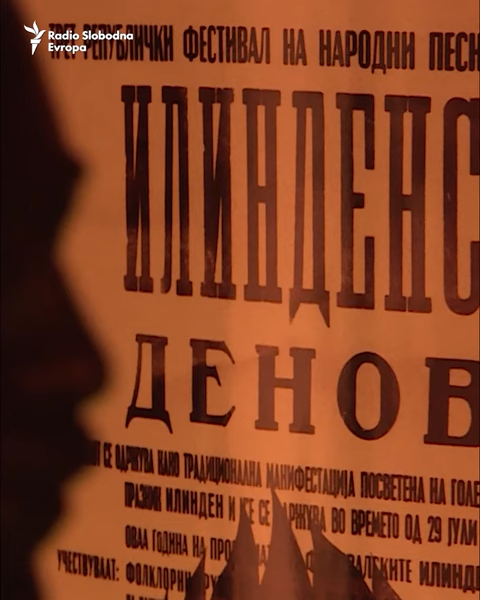 Radio Slobodna
Evropa
ТРЕТ РЕПУБЛИЧКИ ФЕСТИВАЛ НА НАРОДНИ ПЕСН
ИЛИНДЕНС
ДЕНОВ
СЕ ОДРЖУВА КАКО ТРАДИЦИОНАЛНА МАНИФЕСТАЦИЈА ПОСВЕТЕНА НА ГОЛЕ
ПРАЗНИК ИЛИНДЕН И ЌЕ СЕ ОДРЖУВА ВО ВРЕМЕТО ОД 29 ЈУЛИ
ОВАА ГОДИНА НА ИЛИНД
УЧЕСТВУВААТ: ФОЛКЛОРНИ